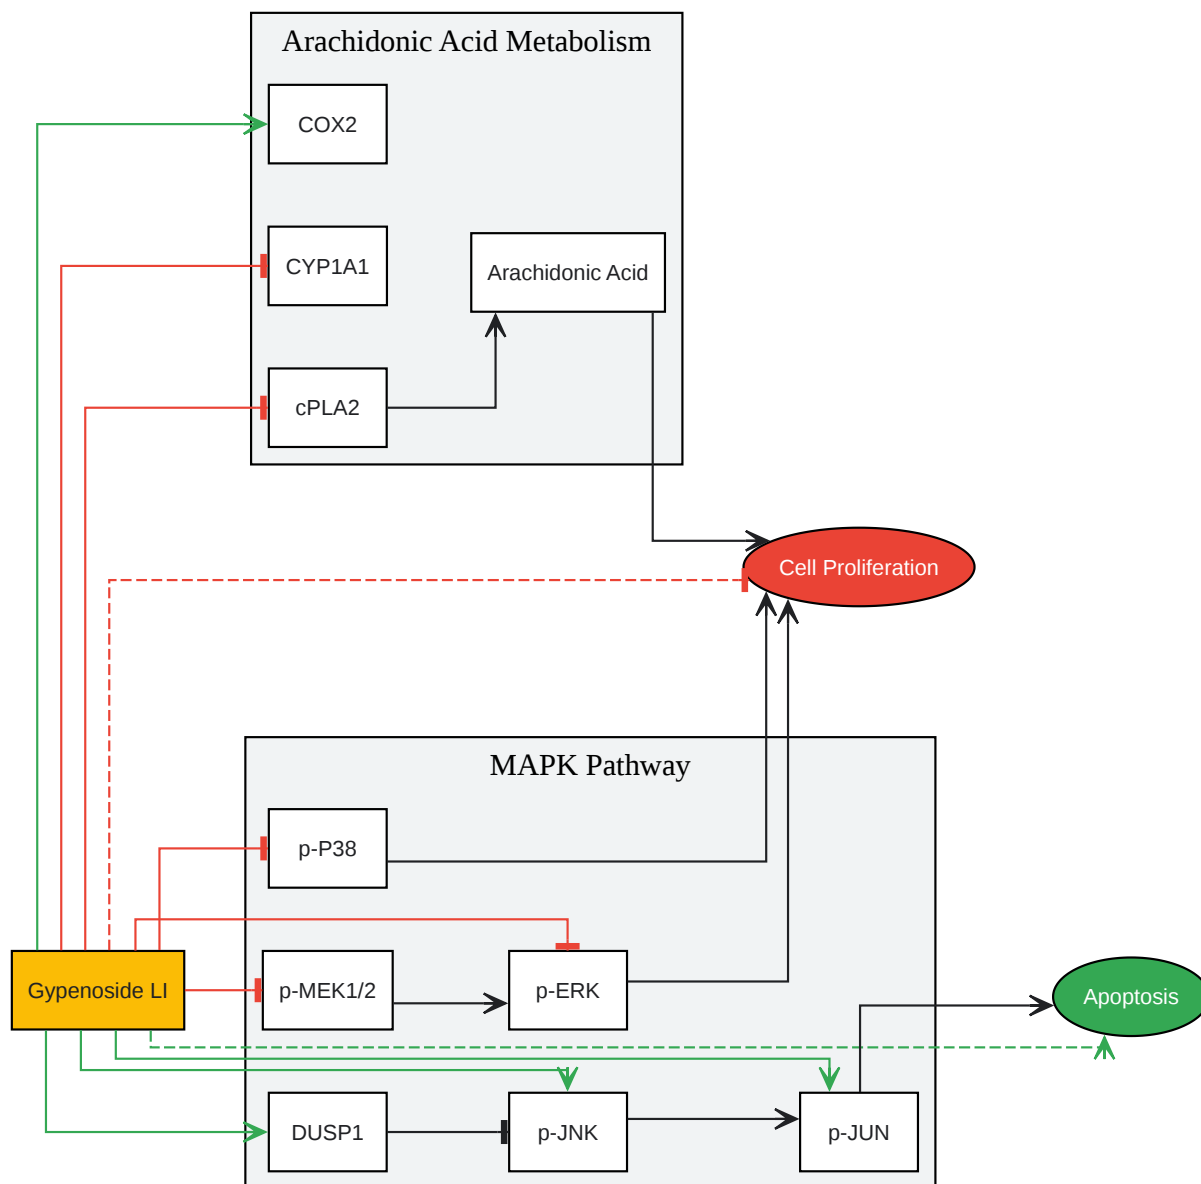 Arachidonic Acid Metabolism
COX2
CYP1A1
Arachidonic Acid
cPLA2
Cell Proliferation
MAPK Pathway
p-P38
Gypenoside LI
p-MEK1/2
p-ERK
Apoptosis
DUSP1
p-JNK
p-JUN